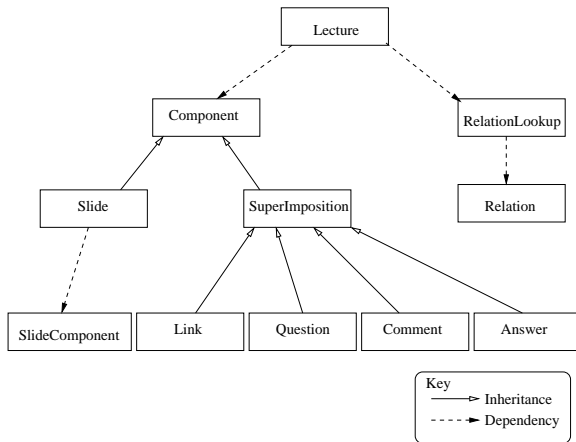 Lecture
Component
RelationLookup
Slide
SuperImposition
Relation
SlideComponent
Link
Question
Comment
Answer
Key
Inheritance
Dependency